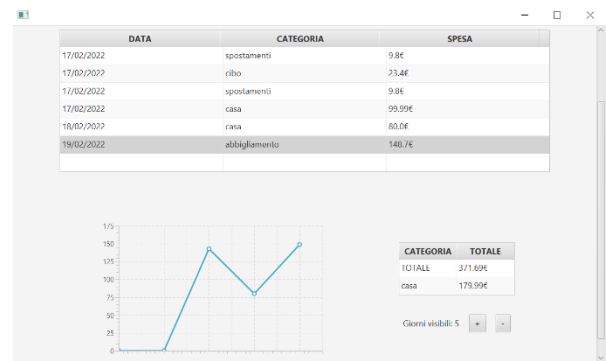 DATA CATEGORIA SPESA
17/02/2022 spostamenti 9.8€
17/02/2022 cibo 23.4€
17/02/2022 spostamenti 9.8€
17/02/2022 casa 99.99€
18/02/2022 casa 80.0€
19/02/2022 abbigliamento 148.7€
175
150
125
100
75
50
25
0
CATEGORIA TOTALE
TOTALE 371.69€
casa 179.99€
Giorni visibili: 5 + -